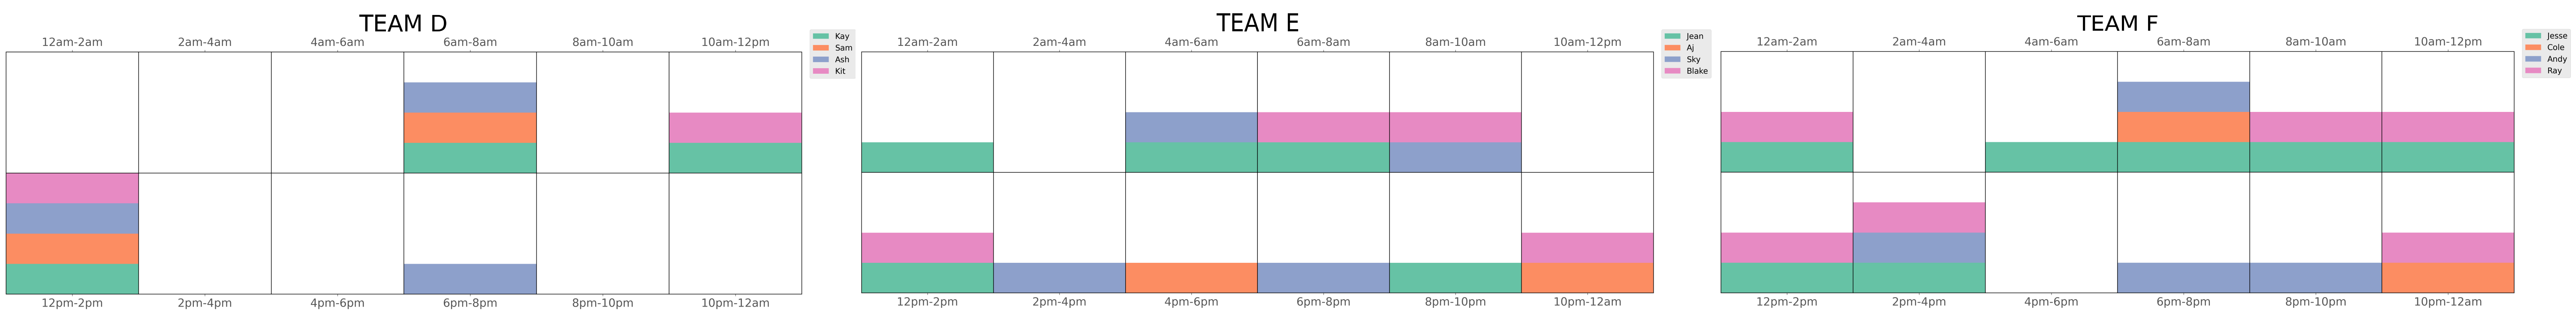 TEAM D
12am-2am 2am-4am 4am-6am 6am-8am 8am-10am 10am-12pm
Kay
Sam
Ash
Kit
12pm-2pm 2pm-4pm 4pm-6pm 6pm-8pm 8pm-10pm 10pm-12am
TEAM E
12am-2am 2am-4am 4am-6am 6am-8am 8am-10am 10am-12pm
Jean
Aj
Sky
Blake
12pm-2pm 2pm-4pm 4pm-6pm 6pm-8pm 8pm-10pm 10pm-12am
TEAM F
12am-2am 2am-4am 4am-6am 6am-8am 8am-10am 10am-12pm
Jesse
Cole
Andy
Ray
12pm-2pm 2pm-4pm 4pm-6pm 6pm-8pm 8pm-10pm 10pm-12am